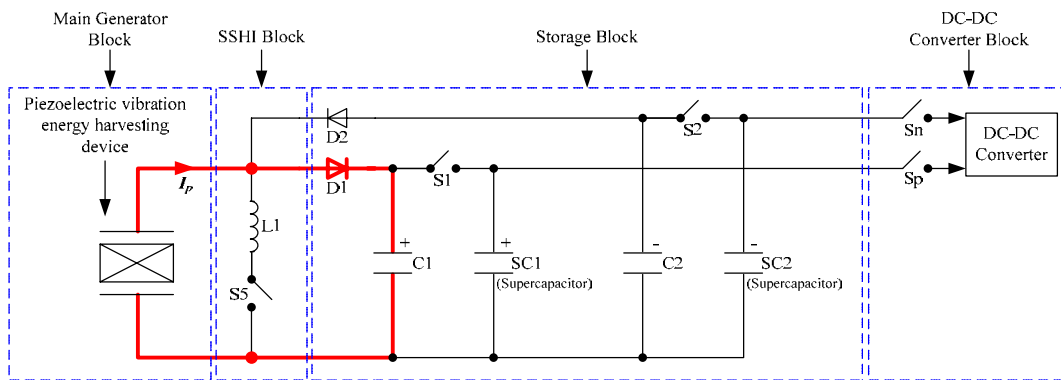 Main Generator
Block
SSHI Block
Storage Block
DC-DC
Converter Block
Piezoelectric vibration
energy harvesting
device
I_P
D2
D1
S1
S2
Sn
Sp
DC-DC
Converter
L1
S5
+
C1
+
SC1
(Supercapacitor)
-
C2
-
SC2
(Supercapacitor)